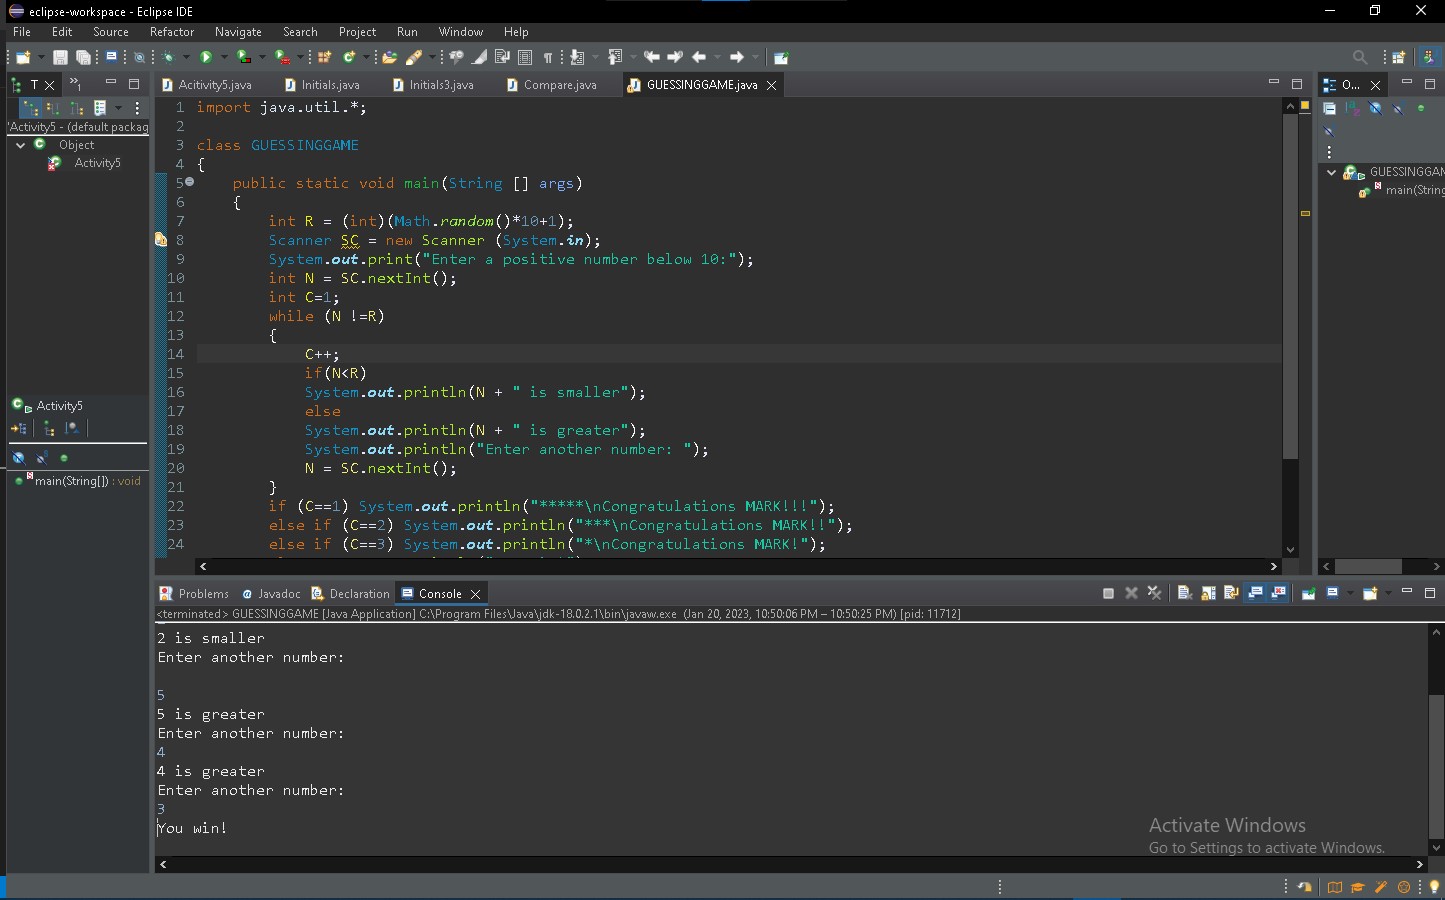 eclipse-workspace - Eclipse IDE
File Edit Source Refactor Navigate Search Project Run Window Help
T
Acitivity5.java Initials.java Initials3.java Compare.java GUESSINGGAME.java O...
'Activity5 - (default packag
Object
Activity5
1 import java.util.*;
2
3 class GUESSINGGAME
4 {
5 public static void main(String [] args)
6 {
7 int R = (int)(Math.random()*10+1);
8 Scanner SC = new Scanner (System.in);
9 System.out.print("Enter a positive number below 10:");
10 int N = SC.nextInt();
11 int C=1;
12 while (N !=R)
13 {
14 C++;
15 if(N<R)
16 System.out.println(N + " is smaller");
17 else
18 System.out.println(N + " is greater");
19 System.out.println("Enter another number: ");
20 N = SC.nextInt();
21 }
22 if (C==1) System.out.println("*****\nCongratulations MARK!!!");
23 else if (C==2) System.out.println("***\nCongratulations MARK!!");
24 else if (C==3) System.out.println("*\nCongratulations MARK!");
GUESSINGGAM
main(String
Activity5
main(String[]) : void
Problems Javadoc Declaration Console
<terminated> GUESSINGGAME [Java Application] C:\Program Files\Java\jdk-18.0.2.1\bin\javaw.exe (Jan 20, 2023, 10:50:06 PM – 10:50:25 PM) [pid: 11712]
2 is smaller
Enter another number:
5
5 is greater
Enter another number:
4
4 is greater
Enter another number:
3
You win!
Activate Windows
Go to Settings to activate Windows.